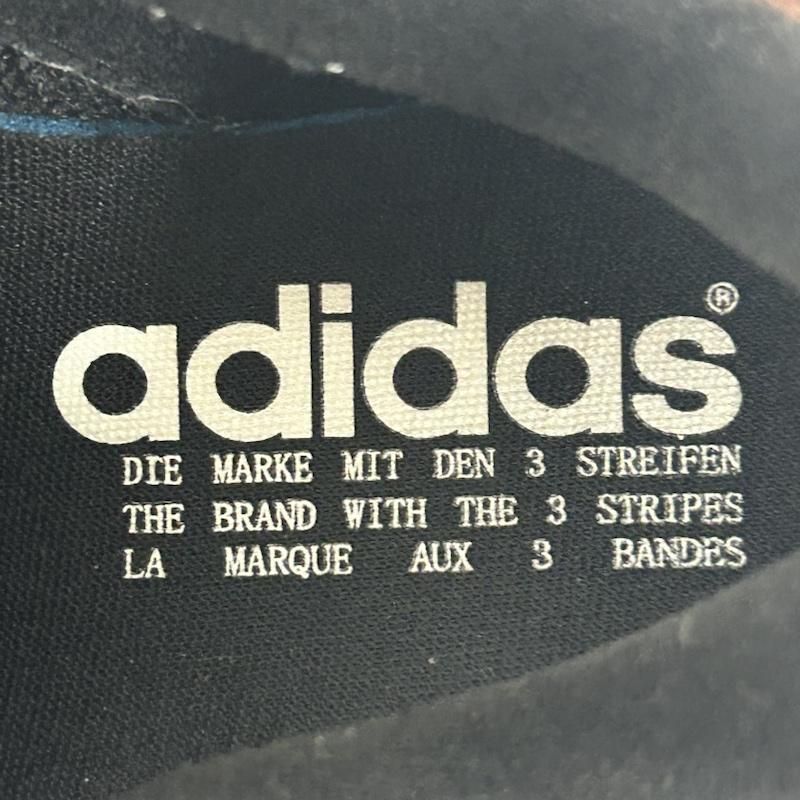 adidas®
DIE MARKE MIT DEN 3 STREIFEN
THE BRAND WITH THE 3 STRIPES
LA MARQUE AUX 3 BANDES